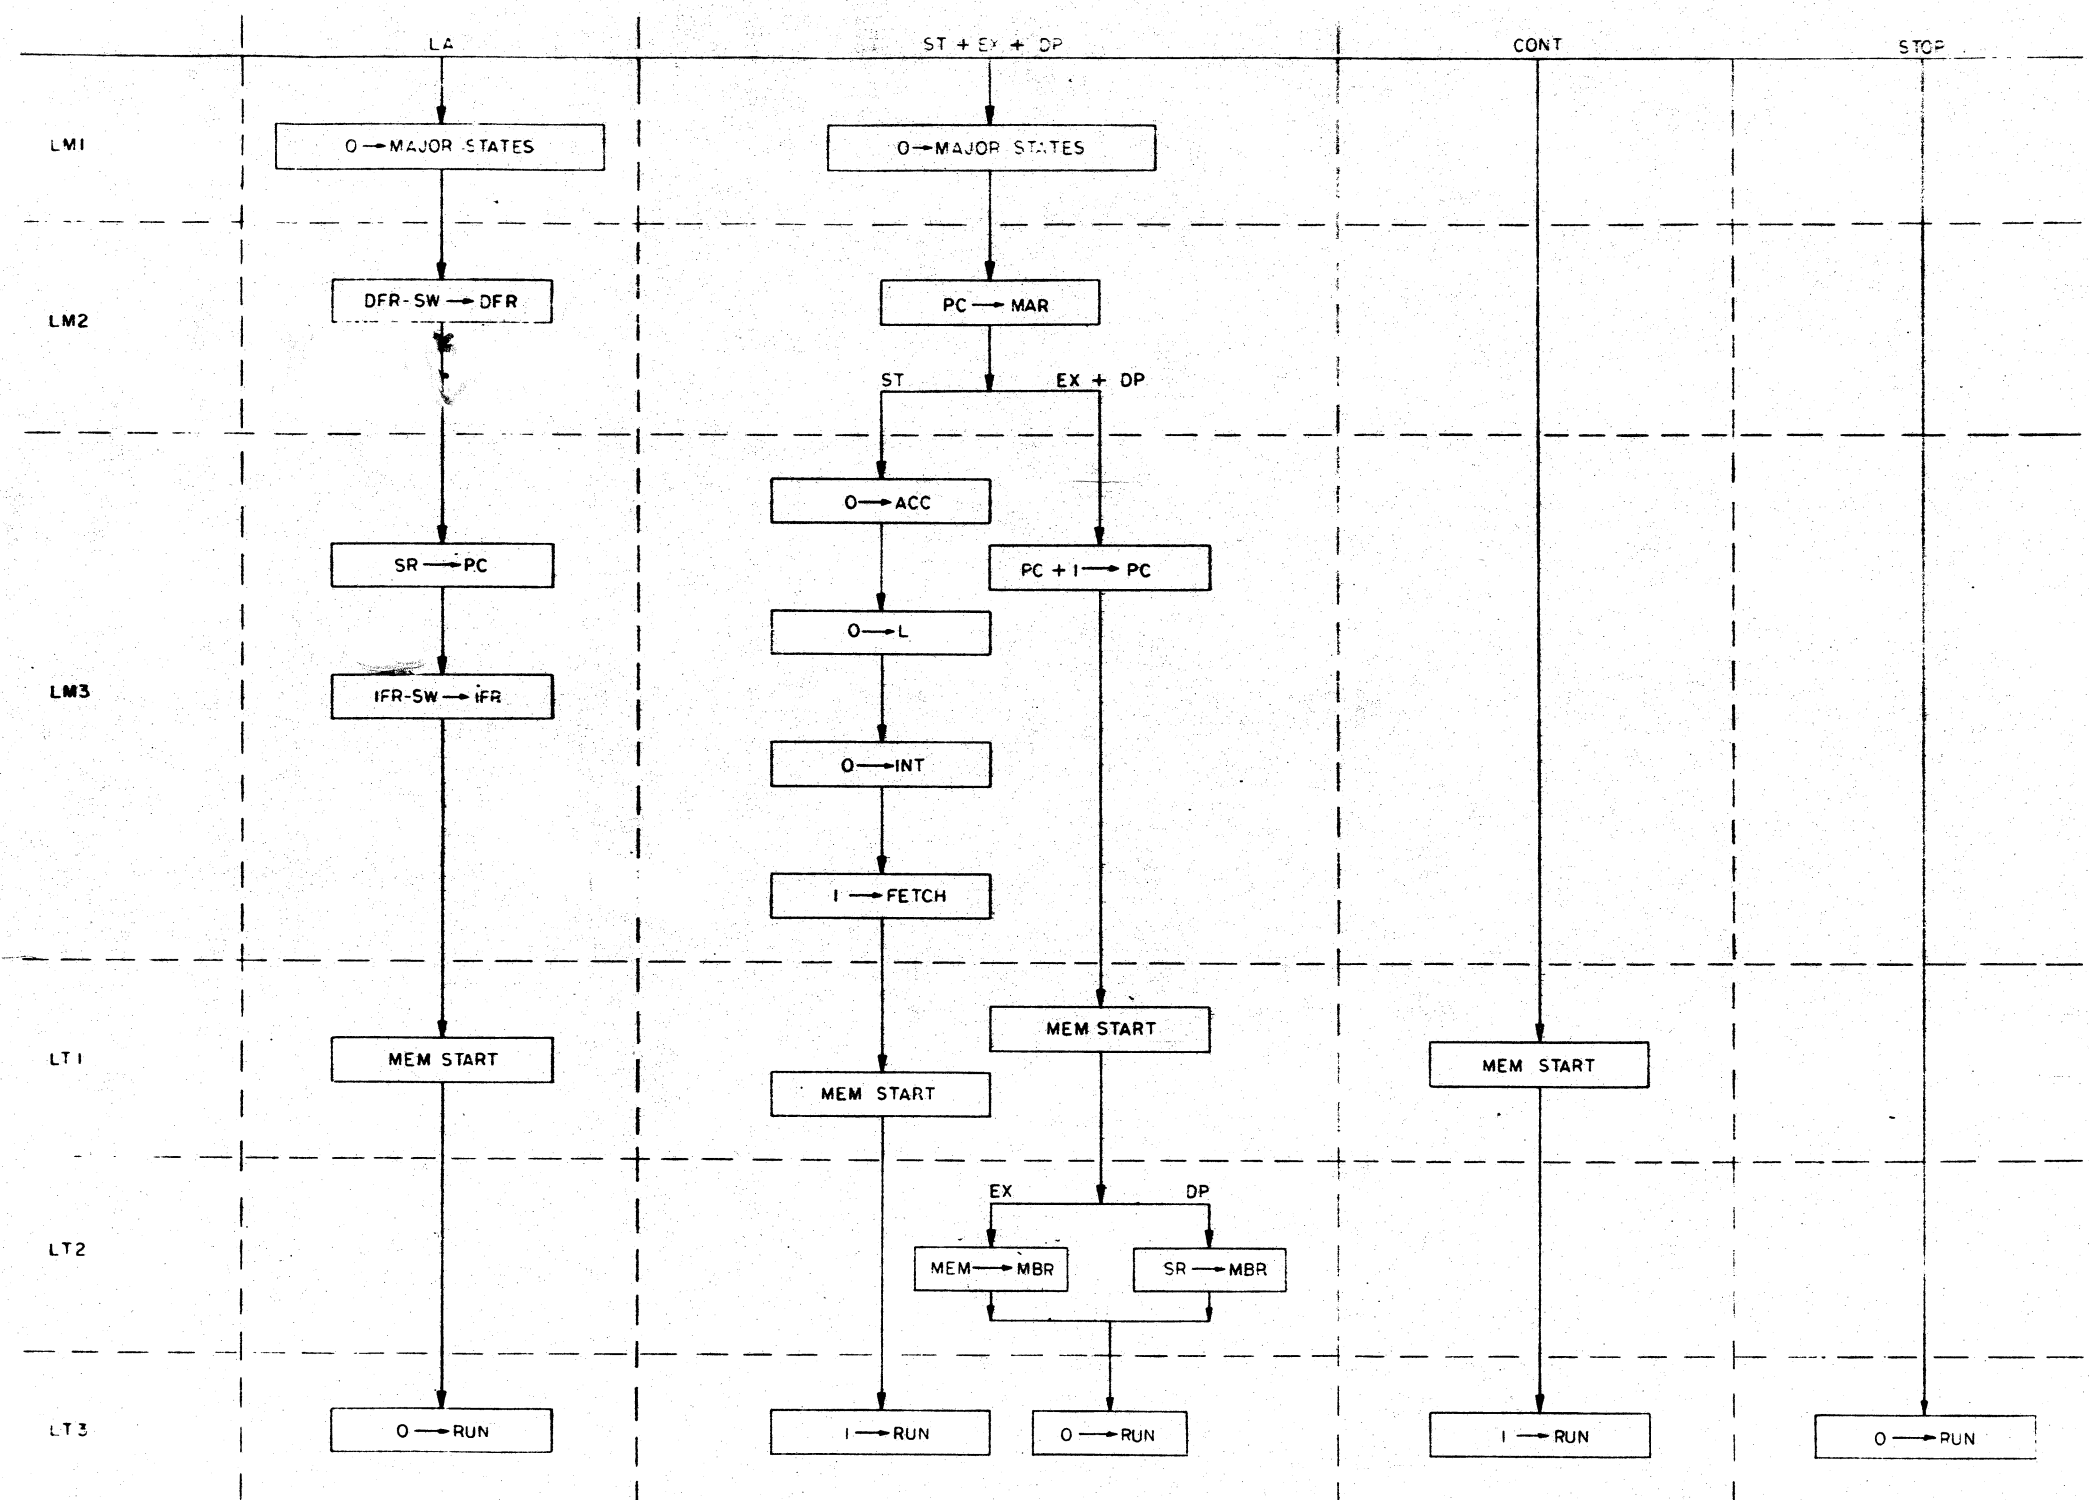 LA ST + EX + DP CONT STOP
LM1 0→MAJOR STATES 0→MAJOR STATES
LM2 DFR-SW→DFR PC→MAR
ST EX + DP
0→ACC
SR→PC PC + 1→PC
0→L
LM3 IFR-SW→IFR
0→INT
1→FETCH
MEM START
LT1 MEM START MEM START
MEM START
EX DP
LT2 MEM→MBR SR→MBR
LT3 0→RUN 1→RUN 0→RUN 1→RUN 0→RUN